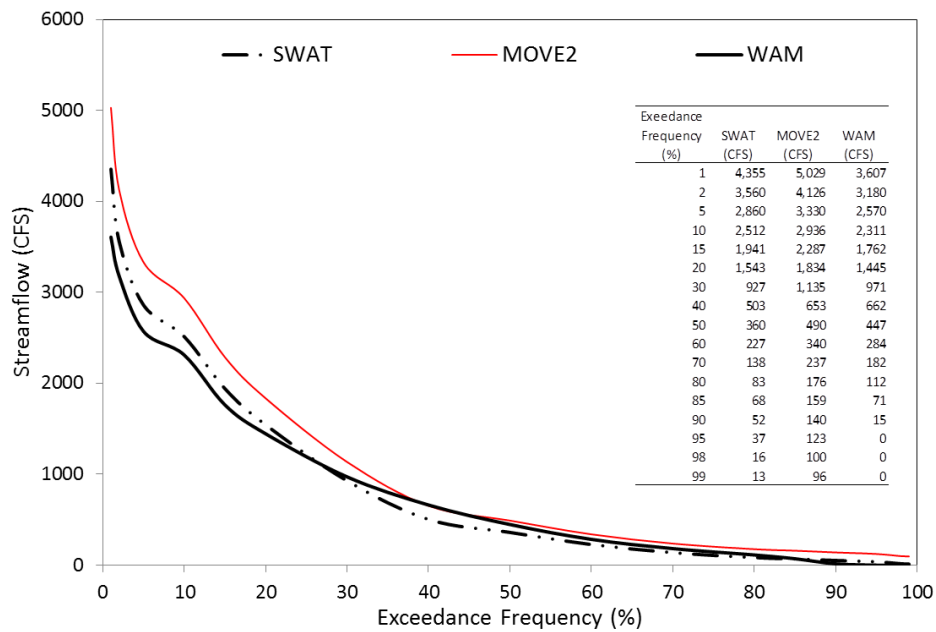 6000
5000
4000
3000
2000
1000
0
Streamflow (CFS)
SWAT MOVE2 WAM
Exeedance
Frequency SWAT MOVE2 WAM
(%) (CFS) (CFS) (CFS)
1 4,355 5,029 3,607
2 3,560 4,126 3,180
5 2,860 3,330 2,570
10 2,512 2,936 2,311
15 1,941 2,287 1,762
20 1,543 1,834 1,445
30 927 1,135 971
40 503 653 662
50 360 490 447
60 227 340 284
70 138 237 182
80 83 176 112
85 68 159 71
90 52 140 15
95 37 123 0
98 16 100 0
99 13 96 0
0 10 20 30 40 50 60 70 80 90 100
Exceedance Frequency (%)